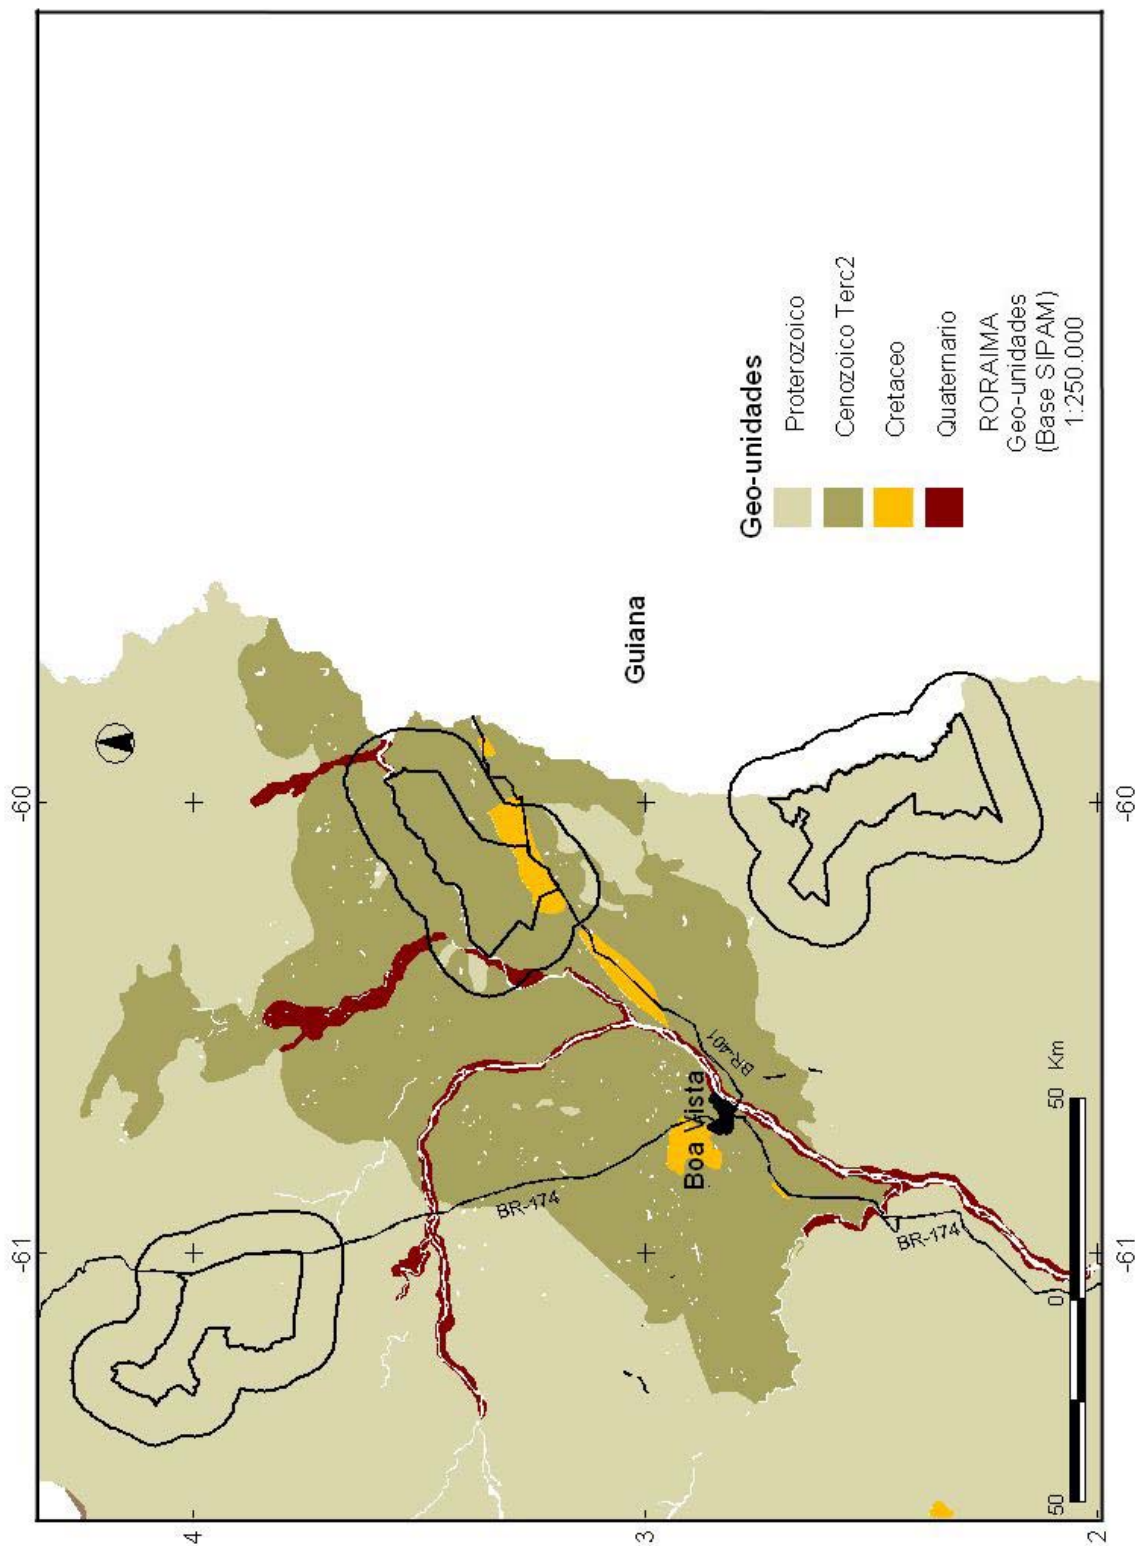 -61
-60
4
3
2
Guiana
BR-174
BR-401
Boa Vista
BR-174
Geo-unidades
Proterozoico
Cenozoico Terc2
Cretaceo
Quaternario
RORAIMA
Geo-unidades
(Base SIPAM)
1:250.000
50 0 50 Km
-61
-60